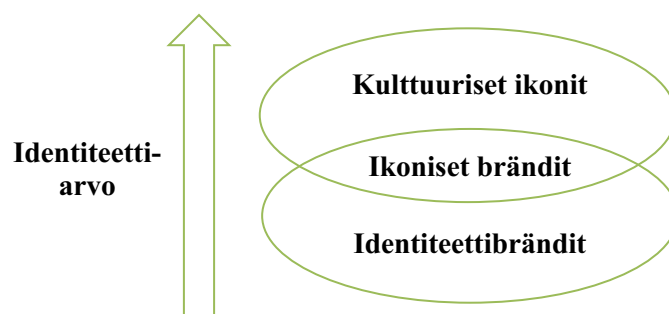 Kulttuuriset ikonit
Identiteetti-
arvo
Ikoniset brändit
Identiteettibrändit